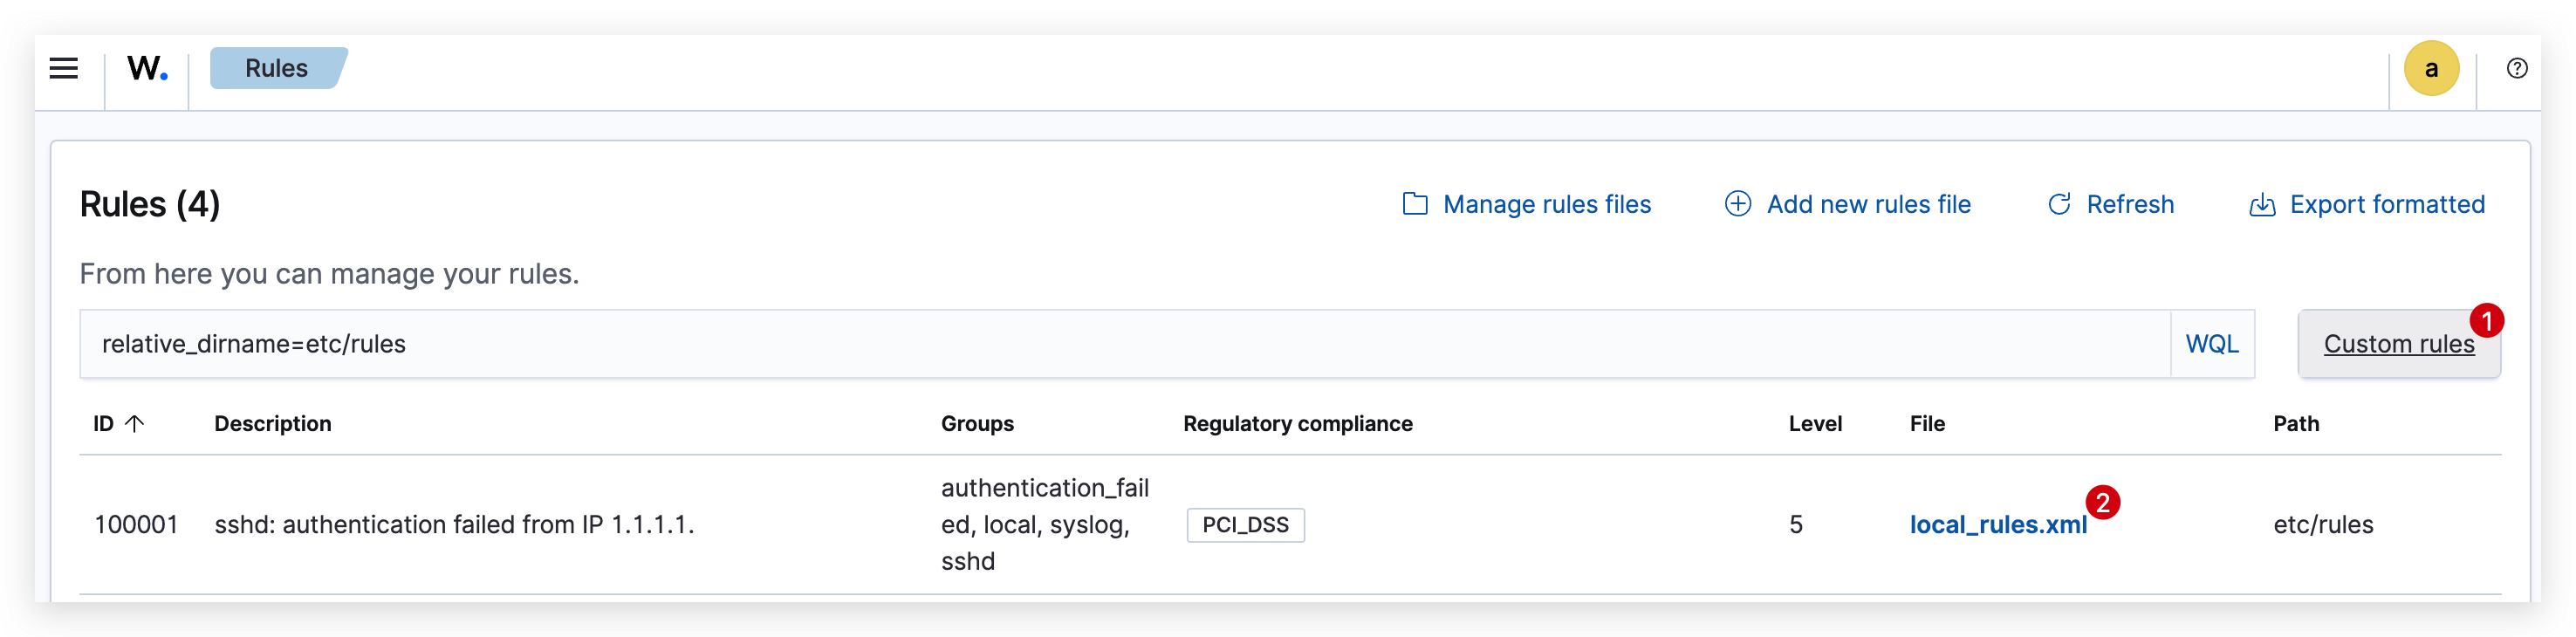 W. Rules a
Rules (4) Manage rules files Add new rules file Refresh Export formatted
From here you can manage your rules.
relative_dirname=etc/rules WQL Custom rules 1
ID Description Groups Regulatory compliance Level File Path
authentication_fail
100001 sshd: authentication failed from IP 1.1.1.1. ed, local, syslog, PCI_DSS 5 local_rules.xml 2 etc/rules
sshd